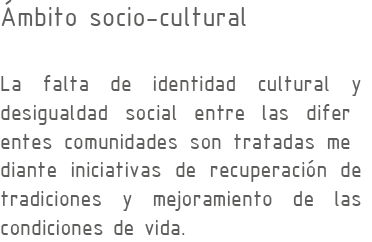 Ámbito socio-cultural
La falta de identidad cultural y
desigualdad social entre las difer
entes comunidades son tratadas me
diante iniciativas de recuperación de
tradiciones y mejoramiento de las
condiciones de vida.